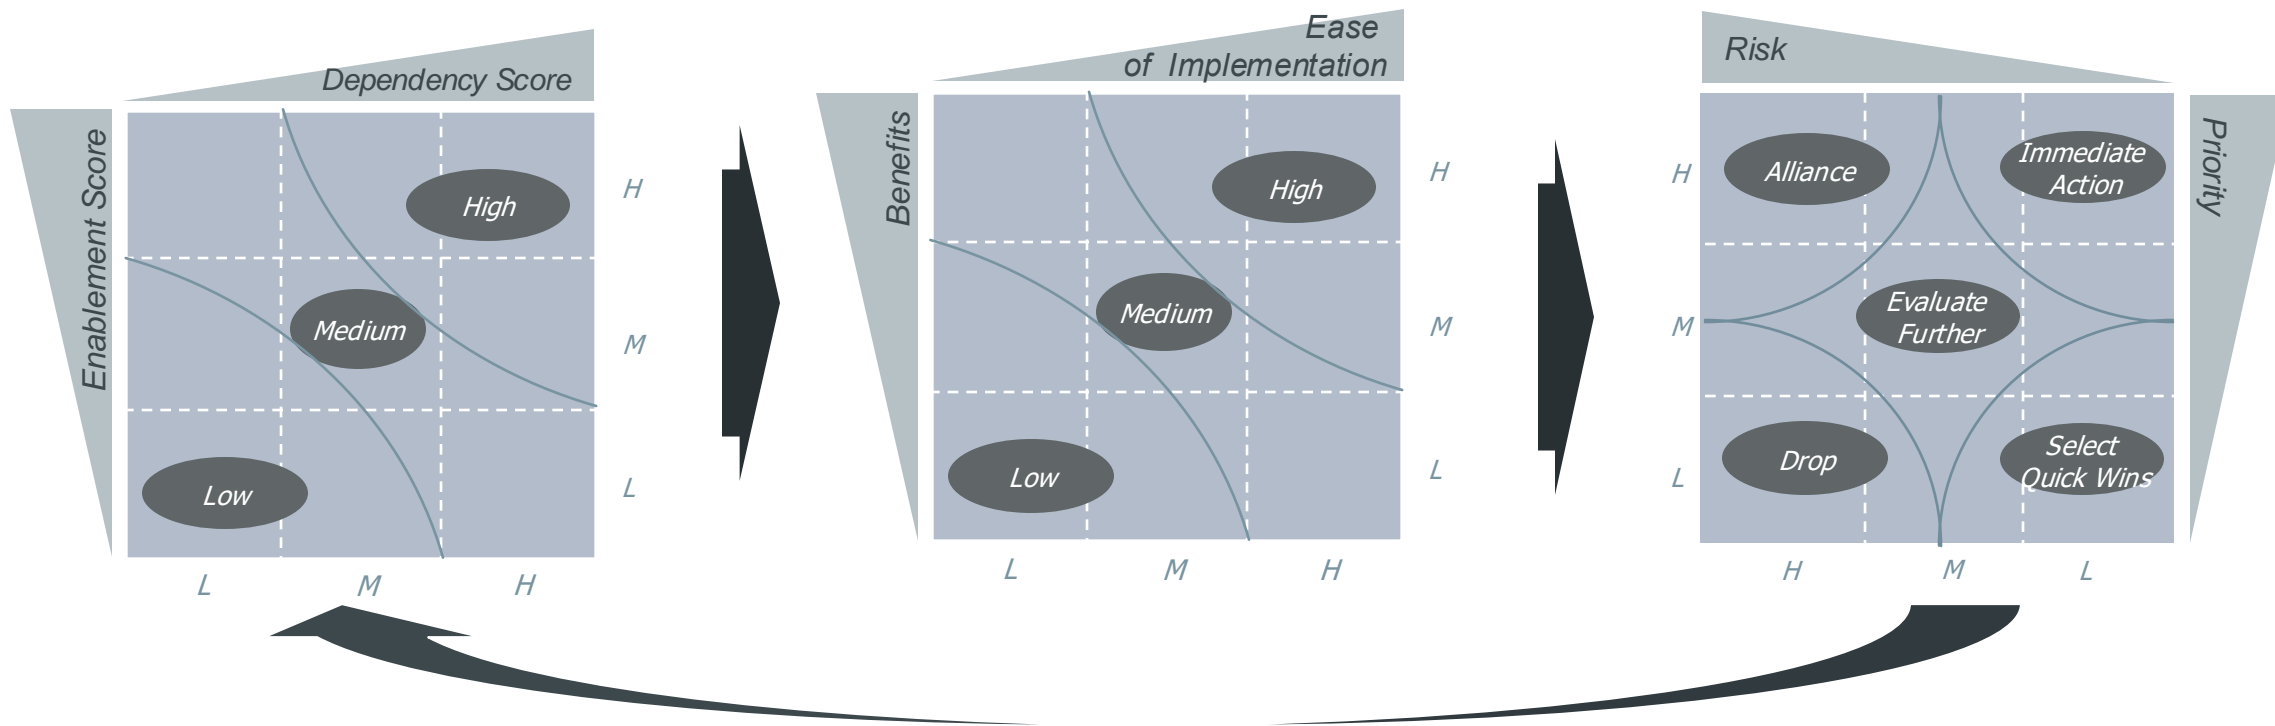 Dependency Score
Enablement Score
High
Medium
Low
H
M
L
L
M
H
Ease
of Implementation
Benefits
High
Medium
Low
H
M
L
L
M
H
Risk
Priority
H
M
L
Alliance
Immediate
Action
Evaluate
Further
Drop
Select
Quick Wins
H
M
L